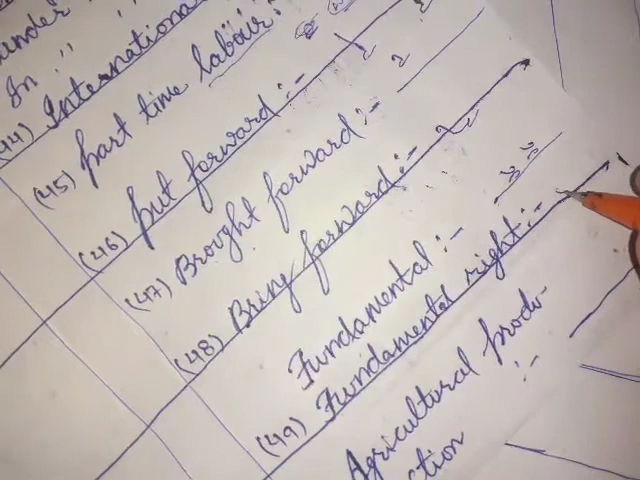 under "
In "
(44) International
(45) part time labour:
(46) put forward :-
(47) Brought forward :-
(48) Bring forward :-
Fundamental :-
(49) Fundamental right :-
Agricultural produ-
ction :-